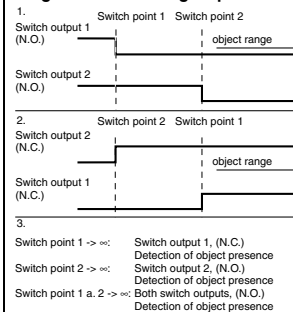 1.
Switch point 1 Switch point 2
Switch output 1
(N.O.)
object range
Switch output 2
(N.O.)
2.
Switch point 2 Switch point 1
Switch output 2
(N.C.)
object range
Switch output 1
(N.C.)
3.
Switch point 1 -> ∞: Switch output 1, (N.C.)
Detection of object presence
Switch point 2 -> ∞: Switch output 2, (N.O.)
Detection of object presence
Switch point 1 a. 2 -> ∞: Both switch outputs, (N.O.)
Detection of object presence